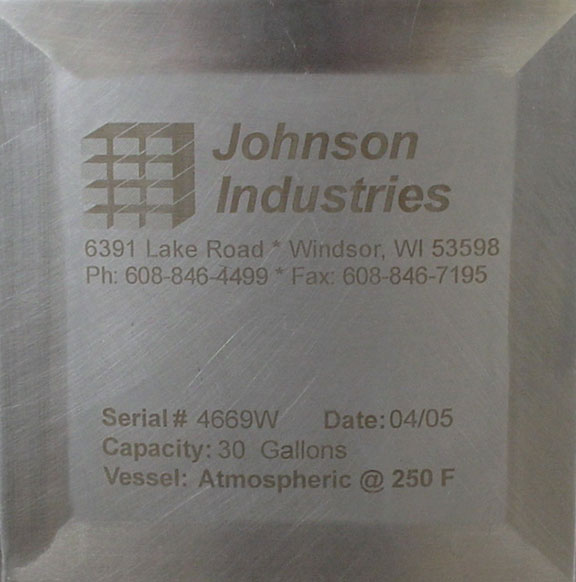 Johnson
Industries
6391 Lake Road * Windsor, WI 53598
Ph: 608-846-4499 * Fax: 608-846-7195
Serial # 4669W Date: 04/05
Capacity: 30 Gallons
Vessel: Atmospheric @ 250 F